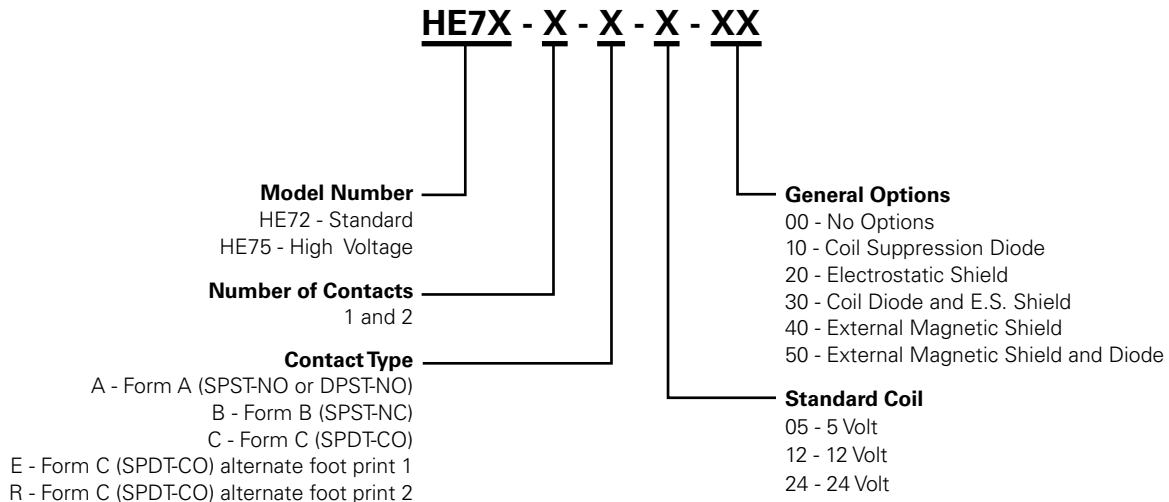 HE7X - X - X - X - XX
Model Number
HE72 - Standard
HE75 - High Voltage
Number of Contacts
1 and 2
Contact Type
A - Form A (SPST-NO or DPST-NO)
B - Form B (SPST-NC)
C - Form C (SPDT-CO)
E - Form C (SPDT-CO) alternate foot print 1
R - Form C (SPDT-CO) alternate foot print 2
General Options
00 - No Options
10 - Coil Suppression Diode
20 - Electrostatic Shield
30 - Coil Diode and E.S. Shield
40 - External Magnetic Shield
50 - External Magnetic Shield and Diode
Standard Coil
05 - 5 Volt
12 - 12 Volt
24 - 24 Volt